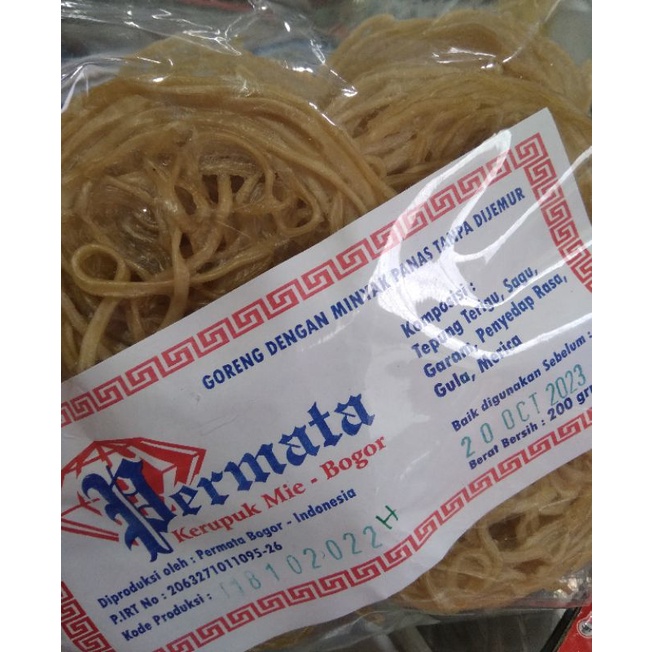 GORENG DENGAN MINYAK PANAS TANPA DIJEMUR
Komposisi :
Tepung Terigu, Sagu,
Garam, Penyedap Rasa,
Gula, Merica
Baik digunakan Sebelum :
20 OCT 2023
Berat Bersih : 200 gr
Permata
Kerupuk Mie - Bogor
Diproduksi oleh : Permata Bogor - Indonesia
P.IRT No : 2063271011095-26
Kode Produksi : 118102022H